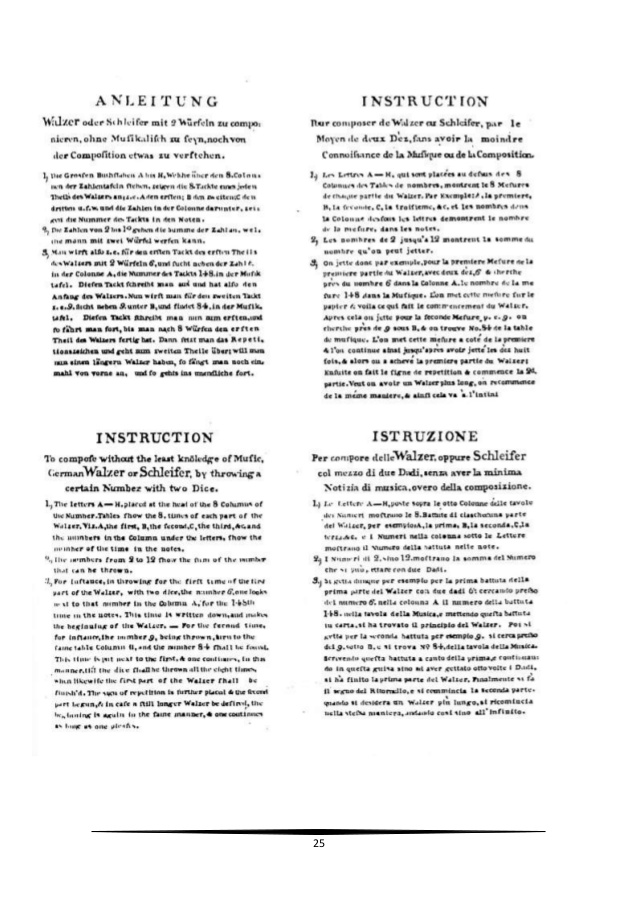 ANLEITUNG
Walzer oder Schleifer mit 2 Würfeln zu compo-
nieren, ohne Musikalisch zu seyn, noch von
der Composition etwas zu verstehen.
1, Die Grossen Buchstaben A bis H, Welche über den 8. Colonn
nen der Zahlentafeln stehen, zeigen die 8. Täckte eines jeden
Theils des Walzers an, z.e. A den ersten; B den zweiten; C den
dritten u.s.w. und die Zahlen in der Colonne darunter, zeis
gen die Nummer des Tackts in den Noten.
2, Die Zahlen von 2 bis 12 geben die Summe der Zahlen, wel,
che mann mit zwei Würfel werfen kann.
3, Man wirft also z.e. für den ersten Tackt des ersten Theils
des Walzers mit 2 Würfeln 6, und sucht neben der Zahl 6.
in der Colonne A, die Nummer des Tackts 148. in der Musik
tafel. Diesen Tackt schreibt man aus und hat also den
Anfang des Walzers. Nun wirft man für den zweiten Tackt
z.e. 9. sucht neben 9. unter B, und findet 84. in der Musik,
tafel. Diesen Tackt schreibt man nun zum ersten, und
so fährt man fort, bis man nach 8 Würfen den ersten
Theil des Walzers fertig hat. Dann setzt man das Repeti,
tionszeichen und geht zum zweiten Theile über; will man
nun einen längern Walzer haben, so fängt man noch ein,
mahl von vorne an, und so gehts ins unendliche fort.
INSTRUCTION
Pour composer de Walzer ou Schleifer, par le
Moyen de deux Déz, sans avoir la moindre
Connoissance de la Musique ou de la Composition.
1, Les Lettres A — H, qui sont placées au dessus des 8
Colonnes des Tables de nombres, montrent le 8 Mesures
de chaque partie du Walzer. Par Exemple A, la premiere,
B, la seconde, C, la troisieme, &c. et les nombres dans
la Colonne dessous les lettres demontrent le nombre
de la mesure, dans les notes.
2, Les nombres de 2 jusqu'a 12 montrent la somme du
nombre qu'on peut jetter.
3, On jette donc par exemple, pour la premiere Mesure de la
premiere partie du Walzer, avec deux dez, 6 & cherche
près du nombre 6 dans la Colonne A. le nombre de la me
sure 148 dans la Musique. L'on met cette mesure sur le
papier & voila ce qui fait le commencement du Walzer.
Apres cela on jette pour la seconde Mesure, p. e. 9. on
cherche près de 9 sous B, & on trouve No. 84 de la table
de musique. L'on met cette mesure a coté de la premiere
& l'on continue ainsi jusqu'apres avoir jetté les dez huit
fois, & alors on a achevé la premiere partie du Walzer:
Ensuite on fait le signe de repetition & commence la 2d.
partie. Veut on avoir un Walzer plus long, on recommence
de la même maniere, & ainsi cela va a l'infini
INSTRUCTION
To compose without the least knöledge of Music,
German Walzer or Schleifer, by throwing a
certain Number with two Dice.
1, The letters A — H, placed at the head of the 8 Columns of
the Number. Tables show the 8. times of each part of the
Walzer. Viz. A, the first, B, the second, C, the third, &c. and
the numbers in the Column under the letters, show the
number of the time in the notes.
2, The numbers from 2 to 12 show the sum of the number
that can be thrown.
3, For Instance, in throwing for the first time of the first
part of the Walzer, with two dice, the number 6, one looks
next to that number in the Column A, for the 148th
time in the notes. This time is written down, and makes
the beginning of the Walzer. — For the second time,
for instance, the number 9, being thrown, turn to the
same table Column B, and the number 84 shall be found.
This time is put next to the first, & one continues, in this
manner, till the dice shall be thrown all the eight times,
when likewise the first part of the Walzer shall be
finish'd. The sign of repetition is further placed & the second
part begun, & in case a still longer Walzer be desired, the
beginning is again in the same manner, & one continues
as long as one pleases.
ISTRUZIONE
Per compore delle Walzer, oppure Schleifer
col mezzo di due Dadi, senza aver la minima
Notizia di musica, overo della composizione.
1, Le Lettere A — H, poste sopra le otto Colonne delle tavole
dei Numeri mostrano le 8. Battute di ciascheduna parte
del Walzer, per esempio: A, la prima, B, la seconda, C, la
terz. &c. e i Numeri nella colonna sotto le Lettere
mostrano il Numero della battuta nelle note.
2, I Numeri di 2. sino 12. mostrano la somma del Numero
che si può, gettare con due Dadi.
3, Si getta dunque per esempio per la prima battuta della
prima parte del Walzer con due dadi 6: cercando presso
del numero 6. nella colonna A il numero della battuta
148. nella tavola della Musica, e mettendo questa battuta
in carta, si ha trovato il principio del Walzer. Poi si
getta per la seconda battuta per esempio 9. si cerca presso
del 9. sotto B. e si trova No 84. della tavola della Musica.
Scrivendo questa battuta a canto della prima, e continuan:
do in questa guisa sino ad aver gettato otto volte i Dadi,
si ha finito la prima parte del Walzer. Finalmente si fa
il segno del Ritornello, e si commincia la seconda parte.
quando si desidera un Walzer piu lungo, si ricommincia
nella stessa maniera, andando cosi sino all'Infinito.
25